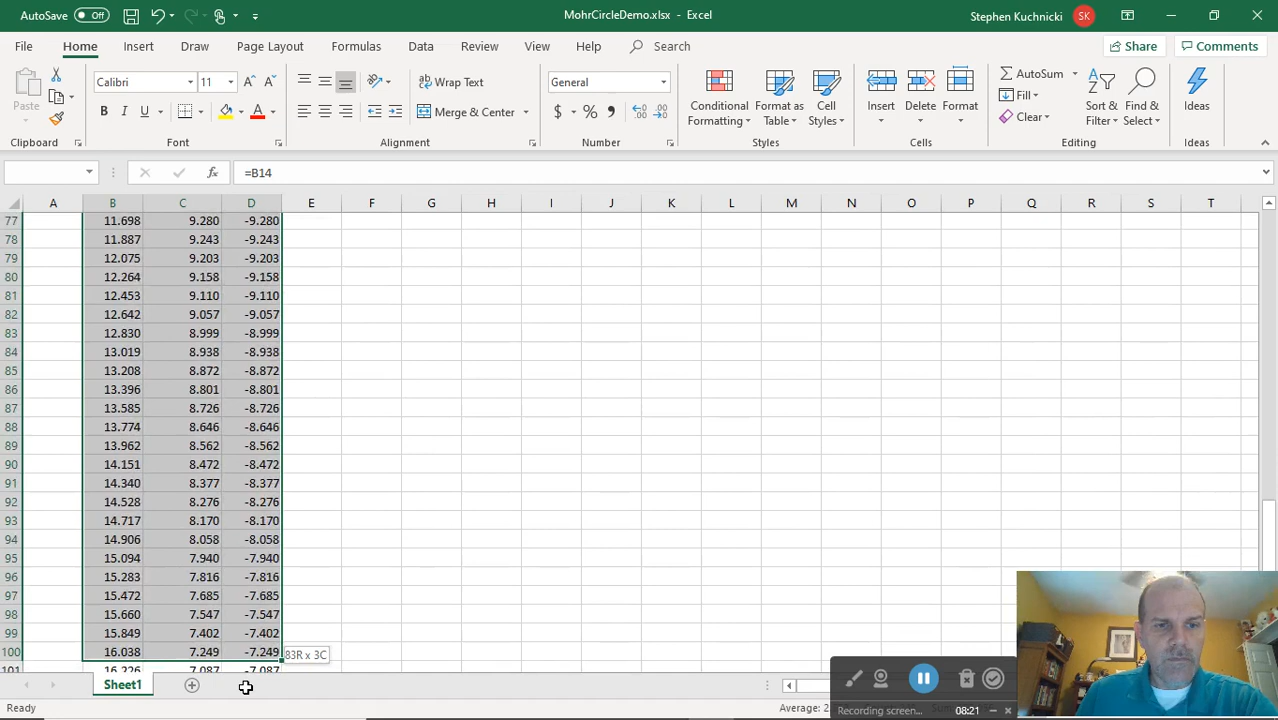 AutoSave Off MohrCircleDemo.xlsx - Excel Stephen Kuchnicki SK
File Home Insert Draw Page Layout Formulas Data Review View Help Search Share Comments
Paste Calibri 11 A A Wrap Text General Conditional Formatting Format as Table Cell Styles Insert Delete Format AutoSum Fill Clear Sort & Filter Find & Select Ideas
B I U A Merge & Center $ % ,
Clipboard Font Alignment Number Styles Cells Editing Ideas
fx =B14
A B C D E F G H I J K L M N O P Q R S T
77 11.698 9.280 -9.280
78 11.887 9.243 -9.243
79 12.075 9.203 -9.203
80 12.264 9.158 -9.158
81 12.453 9.110 -9.110
82 12.642 9.057 -9.057
83 12.830 8.999 -8.999
84 13.019 8.938 -8.938
85 13.208 8.872 -8.872
86 13.396 8.801 -8.801
87 13.585 8.726 -8.726
88 13.774 8.646 -8.646
89 13.962 8.562 -8.562
90 14.151 8.472 -8.472
91 14.340 8.377 -8.377
92 14.528 8.276 -8.276
93 14.717 8.170 -8.170
94 14.906 8.058 -8.058
95 15.094 7.940 -7.940
96 15.283 7.816 -7.816
97 15.472 7.685 -7.685
98 15.660 7.547 -7.547
99 15.849 7.402 -7.402
100 16.038 7.249 -7.249 83R x 3C
101 16.226 7.087 -7.087
Sheet1
Ready Average: Recording screen... 08:21